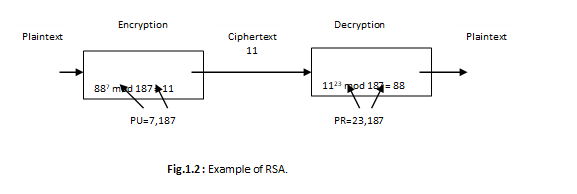 Encryption
Decryption
Plaintext
Ciphertext
Plaintext
11
88⁷ mod 187= 11
11²³ mod 187= 88
PU=7,187
PR=23,187
Fig.1.2 : Example of RSA.